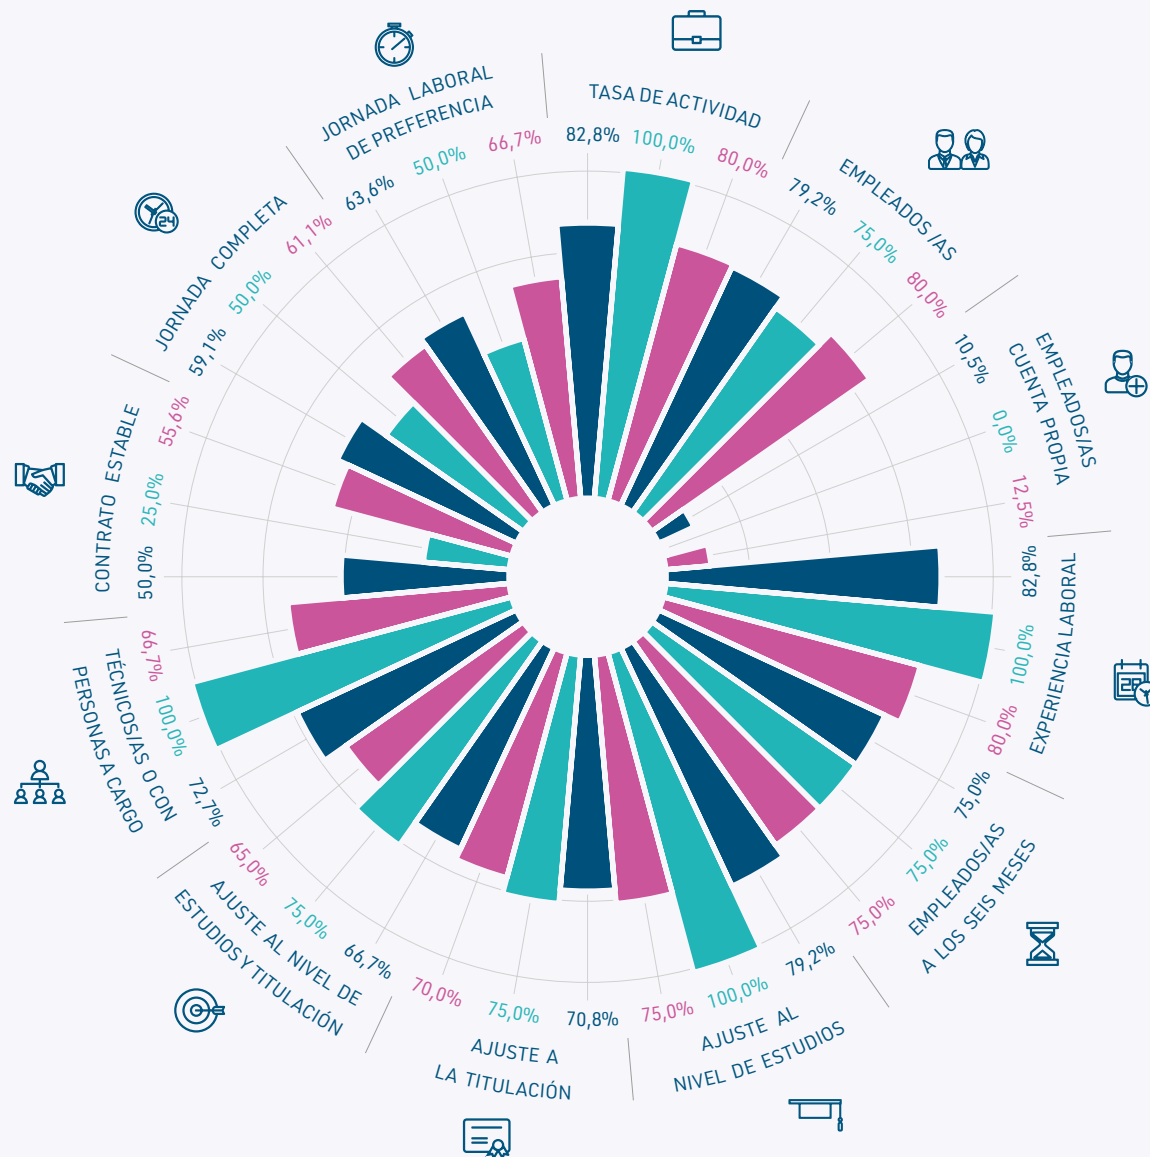 TASA DE ACTIVIDAD
82,8%
100,0%
80,0%
EMPLEADOS/AS
79,2%
75,0%
80,0%
EMPLEADOS/AS
CUENTA PROPIA
10,5%
0,0%
12,5%
EXPERIENCIA LABORAL
82,8%
100,0%
80,0%
EMPLEADOS/AS
A LOS SEIS MESES
75,0%
75,0%
75,0%
AJUSTE AL
NIVEL DE ESTUDIOS
79,2%
100,0%
75,0%
AJUSTE A
LA TITULACIÓN
70,8%
75,0%
70,0%
AJUSTE AL NIVEL DE
ESTUDIOS Y TITULACIÓN
66,7%
75,0%
65,0%
TÉCNICOS/AS O CON
PERSONAS A CARGO
72,7%
100,0%
66,7%
CONTRATO ESTABLE
50,0%
25,0%
55,6%
JORNADA COMPLETA
59,1%
50,0%
61,1%
24
JORNADA LABORAL
DE PREFERENCIA
63,6%
50,0%
66,7%